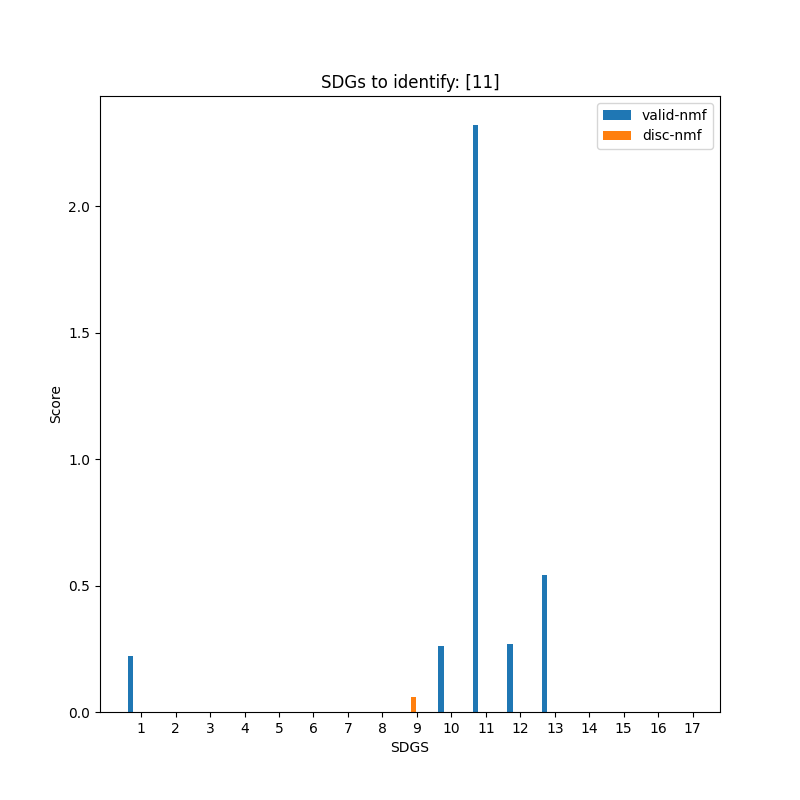 SDGs to identify: [11]
valid-nmf
disc-nmf
2.0
1.5
1.0
0.5
0.0
Score
1 2 3 4 5 6 7 8 9 10 11 12 13 14 15 16 17
SDGS